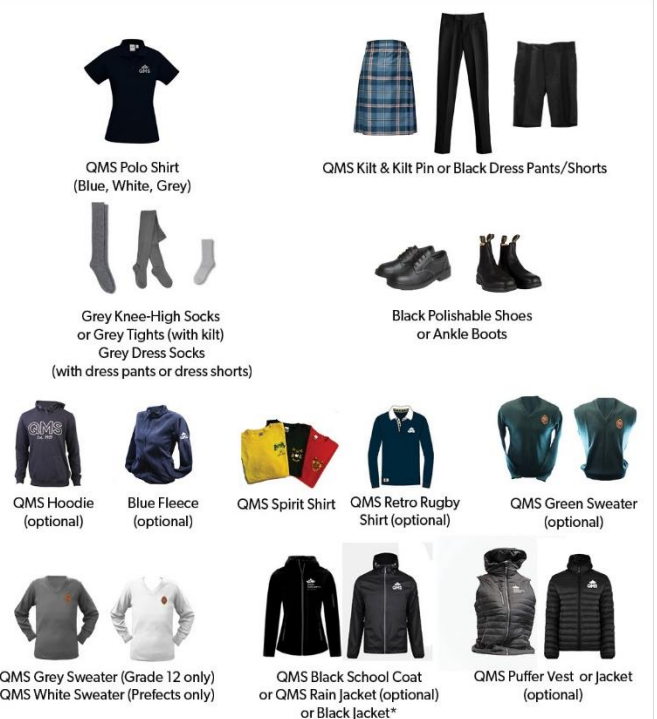 QMS
QMS Polo Shirt
(Blue, White, Grey)
QMS Kilt & Kilt Pin or Black Dress Pants/Shorts
Grey Knee-High Socks
or Grey Tights (with kilt)
Grey Dress Socks
(with dress pants or dress shorts)
Black Polishable Shoes
or Ankle Boots
QMS
QMS Hoodie
(optional)
Blue Fleece
(optional)
QMS Spirit Shirt
QMS Retro Rugby
Shirt (optional)
QMS Green Sweater
(optional)
QMS Grey Sweater (Grade 12 only)
QMS White Sweater (Prefects only)
QMS
QMS Black School Coat
or QMS Rain Jacket (optional)
or Black Jacket*
QMS
QMS Puffer Vest or Jacket
(optional)